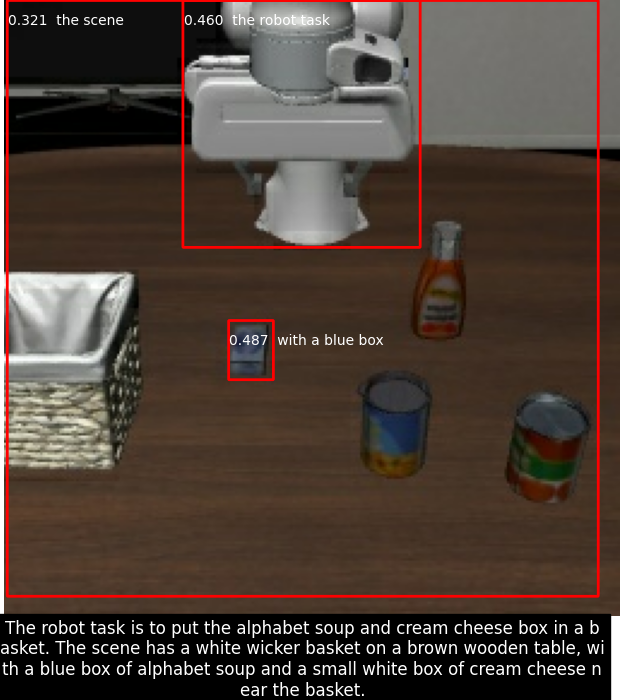 0.321 the scene
0.460 the robot task
0.487 with a blue box
The robot task is to put the alphabet soup and cream cheese box in a b
asket. The scene has a white wicker basket on a brown wooden table, wi
th a blue box of alphabet soup and a small white box of cream cheese n
ear the basket.